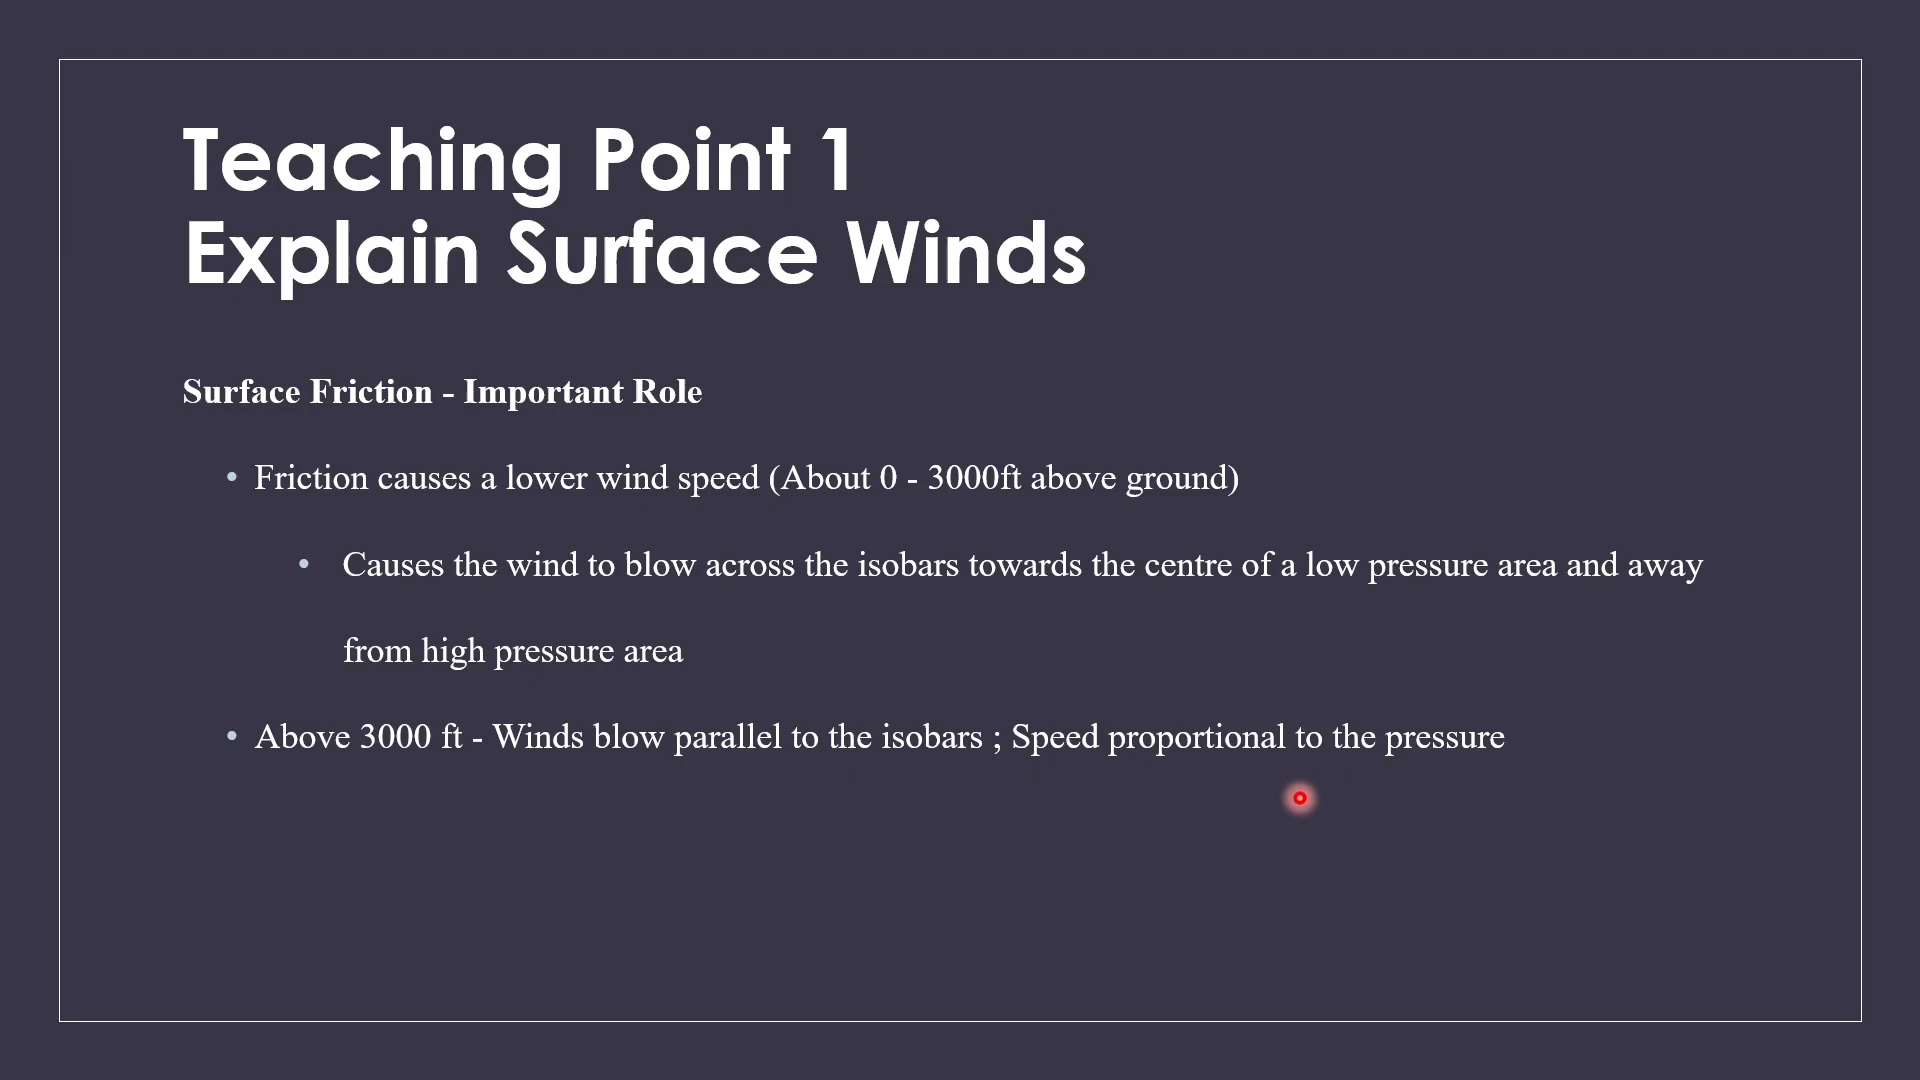 Teaching Point 1
Explain Surface Winds
Surface Friction - Important Role
• Friction causes a lower wind speed (About 0 - 3000ft above ground)
• Causes the wind to blow across the isobars towards the centre of a low pressure area and away
from high pressure area
• Above 3000 ft - Winds blow parallel to the isobars ; Speed proportional to the pressure